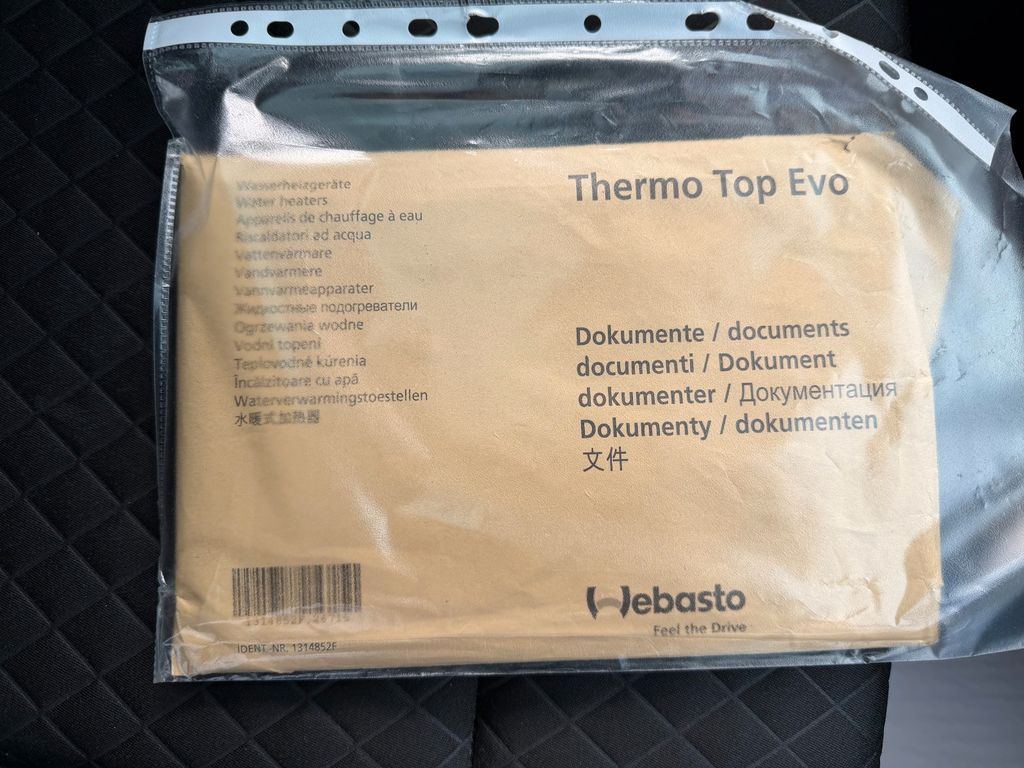 Thermo Top Evo
Wasserheizgeräte
Water heaters
Appareils de chauffage à eau
Riscaldatori ad acqua
Vattenvärmare
Vandvarmere
Vannvarmeapparater
Жидкостные подогреватели
Ogrzewania wodne
Vodní topení
Teplovodné kúrenia
Încălzitoare cu apă
Waterverwarmingstoestellen
水暖式加热器
Dokumente / documents
documenti / Dokument
dokumenter / Документация
Dokumenty / dokumenten
文件
Webasto
Feel the Drive
1314852F
IDENT.-NR. 1314852F